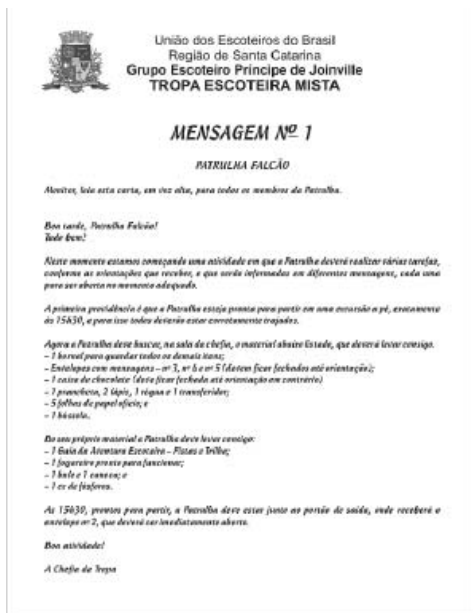 União dos Escoteiros do Brasil
Região de Santa Catarina
Grupo Escoteiro Príncipe de Joinville
TROPA ESCOTEIRA MISTA
MENSAGEM Nº 1
PATRULHA FALCÃO
Monitor, leia esta carta, em voz alta, para todos os membros da Patrulha.
Boa tarde, Patrulha Falcão!
Tudo bem?
Neste momento estamos começando uma atividade em que a Patrulha deverá realizar várias tarefas,
conforme as orientações que receber, e que serão informadas em diferentes mensagens, cada uma
para ser aberta no momento adequado.
A primeira providência é que a Patrulha esteja pronta para partir em uma excursão a pé, exatamente
às 15h30, e para isso todos deverão estar corretamente trajados.
Agora a Patrulha deve buscar, na sala da chefia, o material abaixo listado, que deverá levar consigo.
– 1 bornal para guardar todos os demais itens;
– Envelopes com mensagens – nº 3, nº 4 e nº 5 (devem ficar fechados até orientação);
– 1 caixa de chocolate (deve ficar fechada até orientação em contrário)
– 1 prancheta, 2 lápis, 1 régua e 1 transferidor;
– 5 folhas de papel ofício; e
– 1 bússola.
Do seu próprio material a Patrulha deve levar consigo:
– 1 Guia da Aventura Escoteira – Pistas e Trilha;
– 1 fogareiro pronto para funcionar;
– 1 bule e 1 caneca; e
– 1 cx de fósforos.
Às 15h30, prontos para partir, a Patrulha deve estar junto ao portão de saída, onde receberá o
envelope nº 2, que deverá ser imediatamente aberto.
Boa atividade!
A Chefia da Tropa